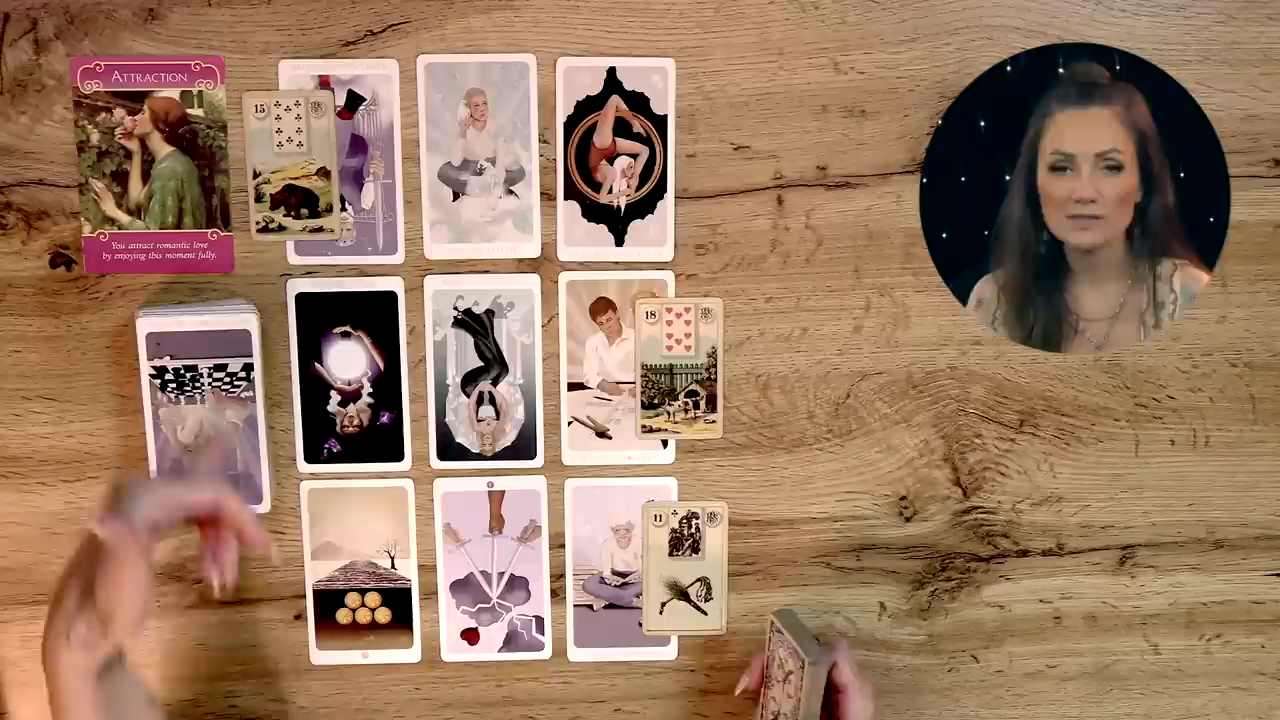 ATTRACTION
You attract romantic love
by enjoying this moment fully.
15
18
11